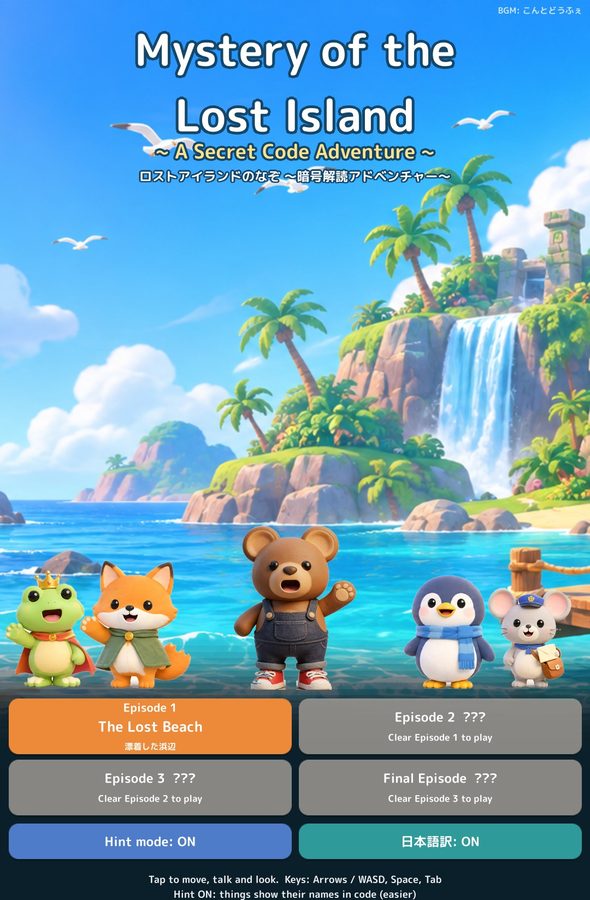 BGM: こんとどうふぇ
Mystery of the
Lost Island
~ A Secret Code Adventure ~
ロストアイランドのなぞ ～暗号解読アドベンチャー～
Episode 1
The Lost Beach
漂着した浜辺
Episode 2 ???
Clear Episode 1 to play
Episode 3 ???
Clear Episode 2 to play
Final Episode ???
Clear Episode 3 to play
Hint mode: ON
日本語訳: ON
Tap to move, talk and look. Keys: Arrows / WASD, Space, Tab
Hint ON: things show their names in code (easier)